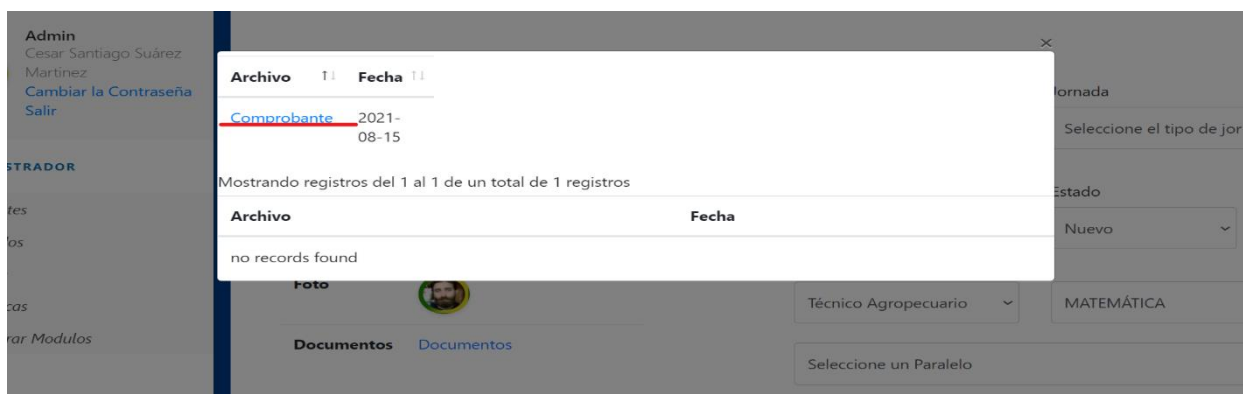 Admin
Cesar Santiago Suárez
Martinez
Cambiar la Contraseña
Salir
STRADOR
tes
os
cas
rar Modulos
×
Archivo Fecha
Comprobante 2021-
08-15
Mostrando registros del 1 al 1 de un total de 1 registros
Archivo Fecha
no records found
Foto
Documentos Documentos
Jornada
Seleccione el tipo de jor
Estado
Nuevo
Técnico Agropecuario MATEMÁTICA
Seleccione un Paralelo